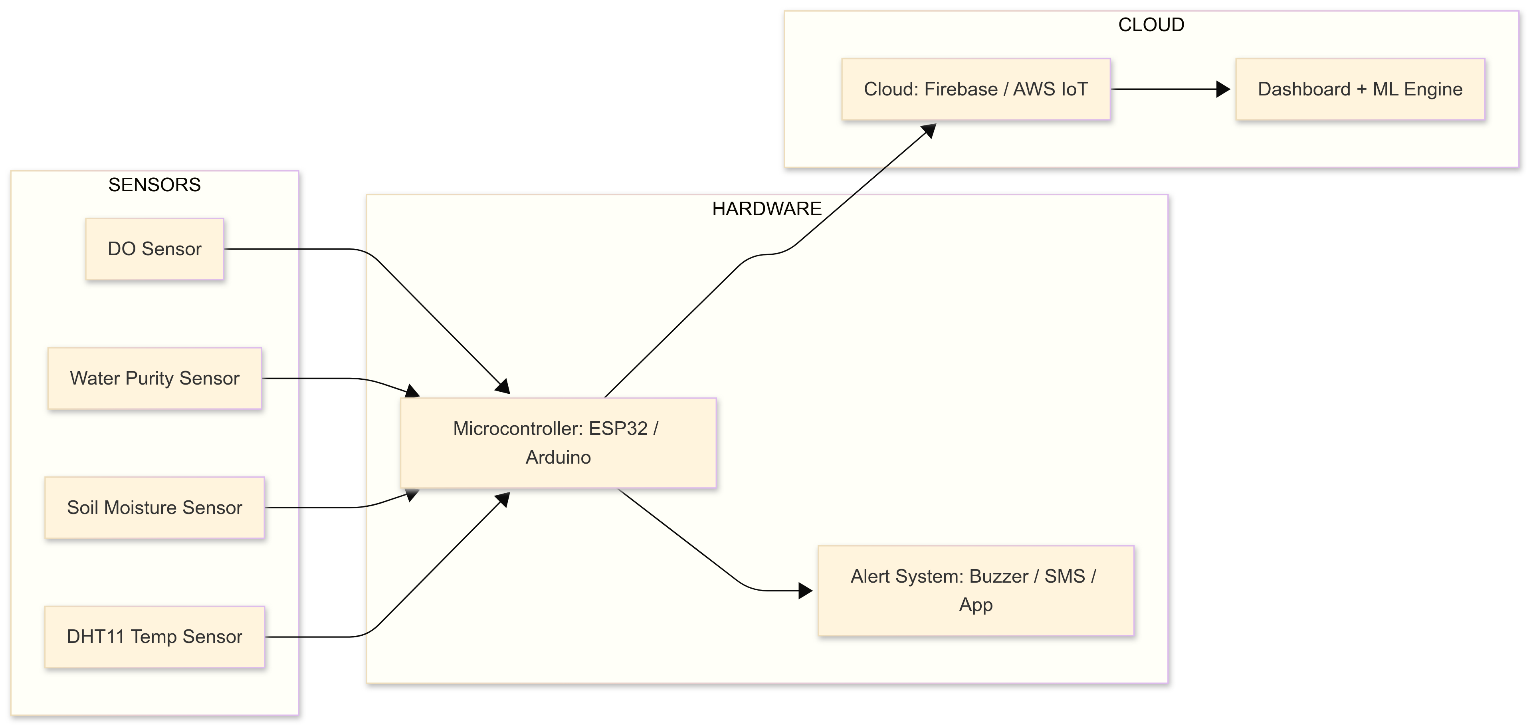 SENSORS
DO Sensor
Water Purity Sensor
Soil Moisture Sensor
DHT11 Temp Sensor
HARDWARE
Microcontroller: ESP32 /
Arduino
Alert System: Buzzer / SMS /
App
CLOUD
Cloud: Firebase / AWS IoT
Dashboard + ML Engine